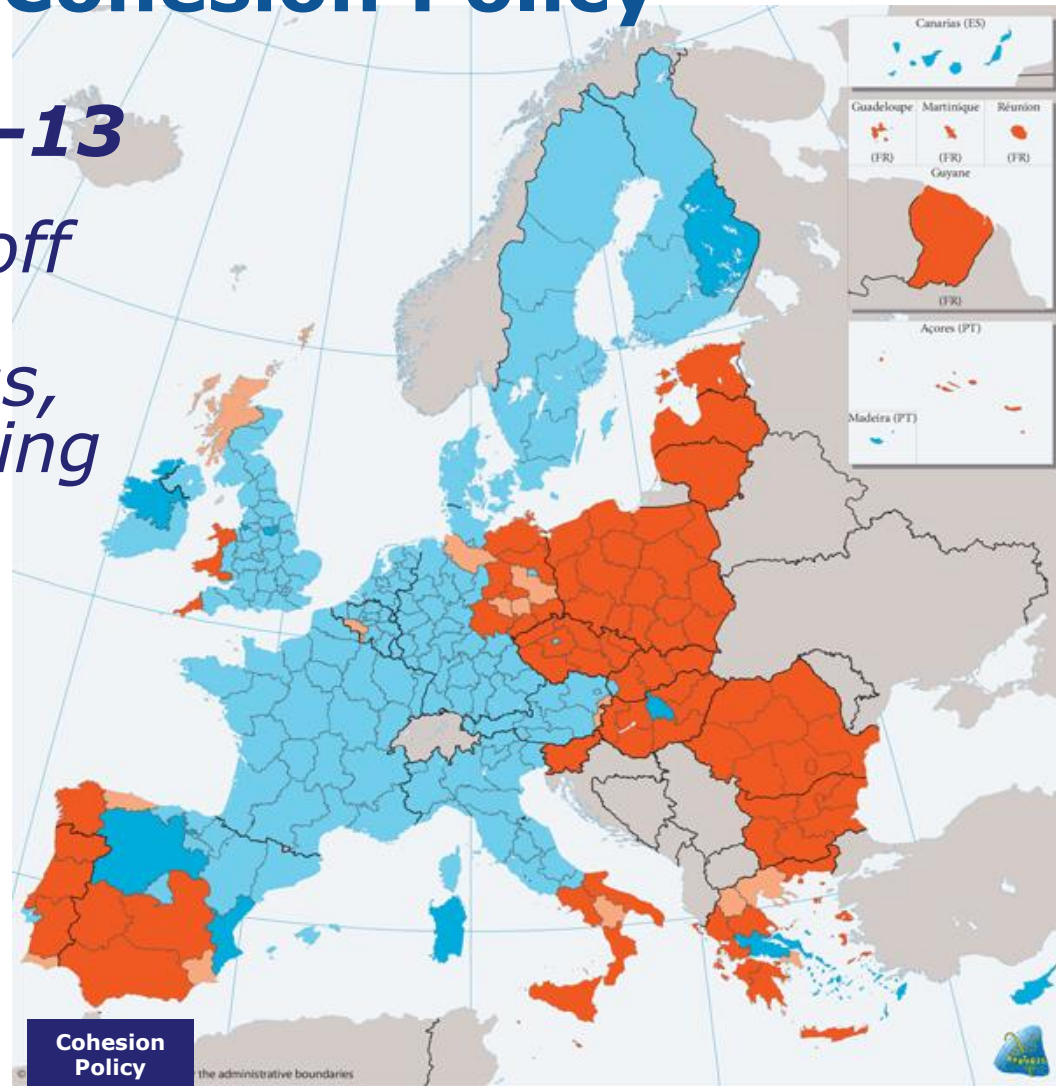 Cohesion Policy
-13
off
s,
ing
Canarias (ES)
Guadeloupe Martinique Réunion
(FR) (FR) (FR)
Guyane
(FR)
Açores (PT)
Madeira (PT)
Cohesion
Policy
© the administrative boundaries